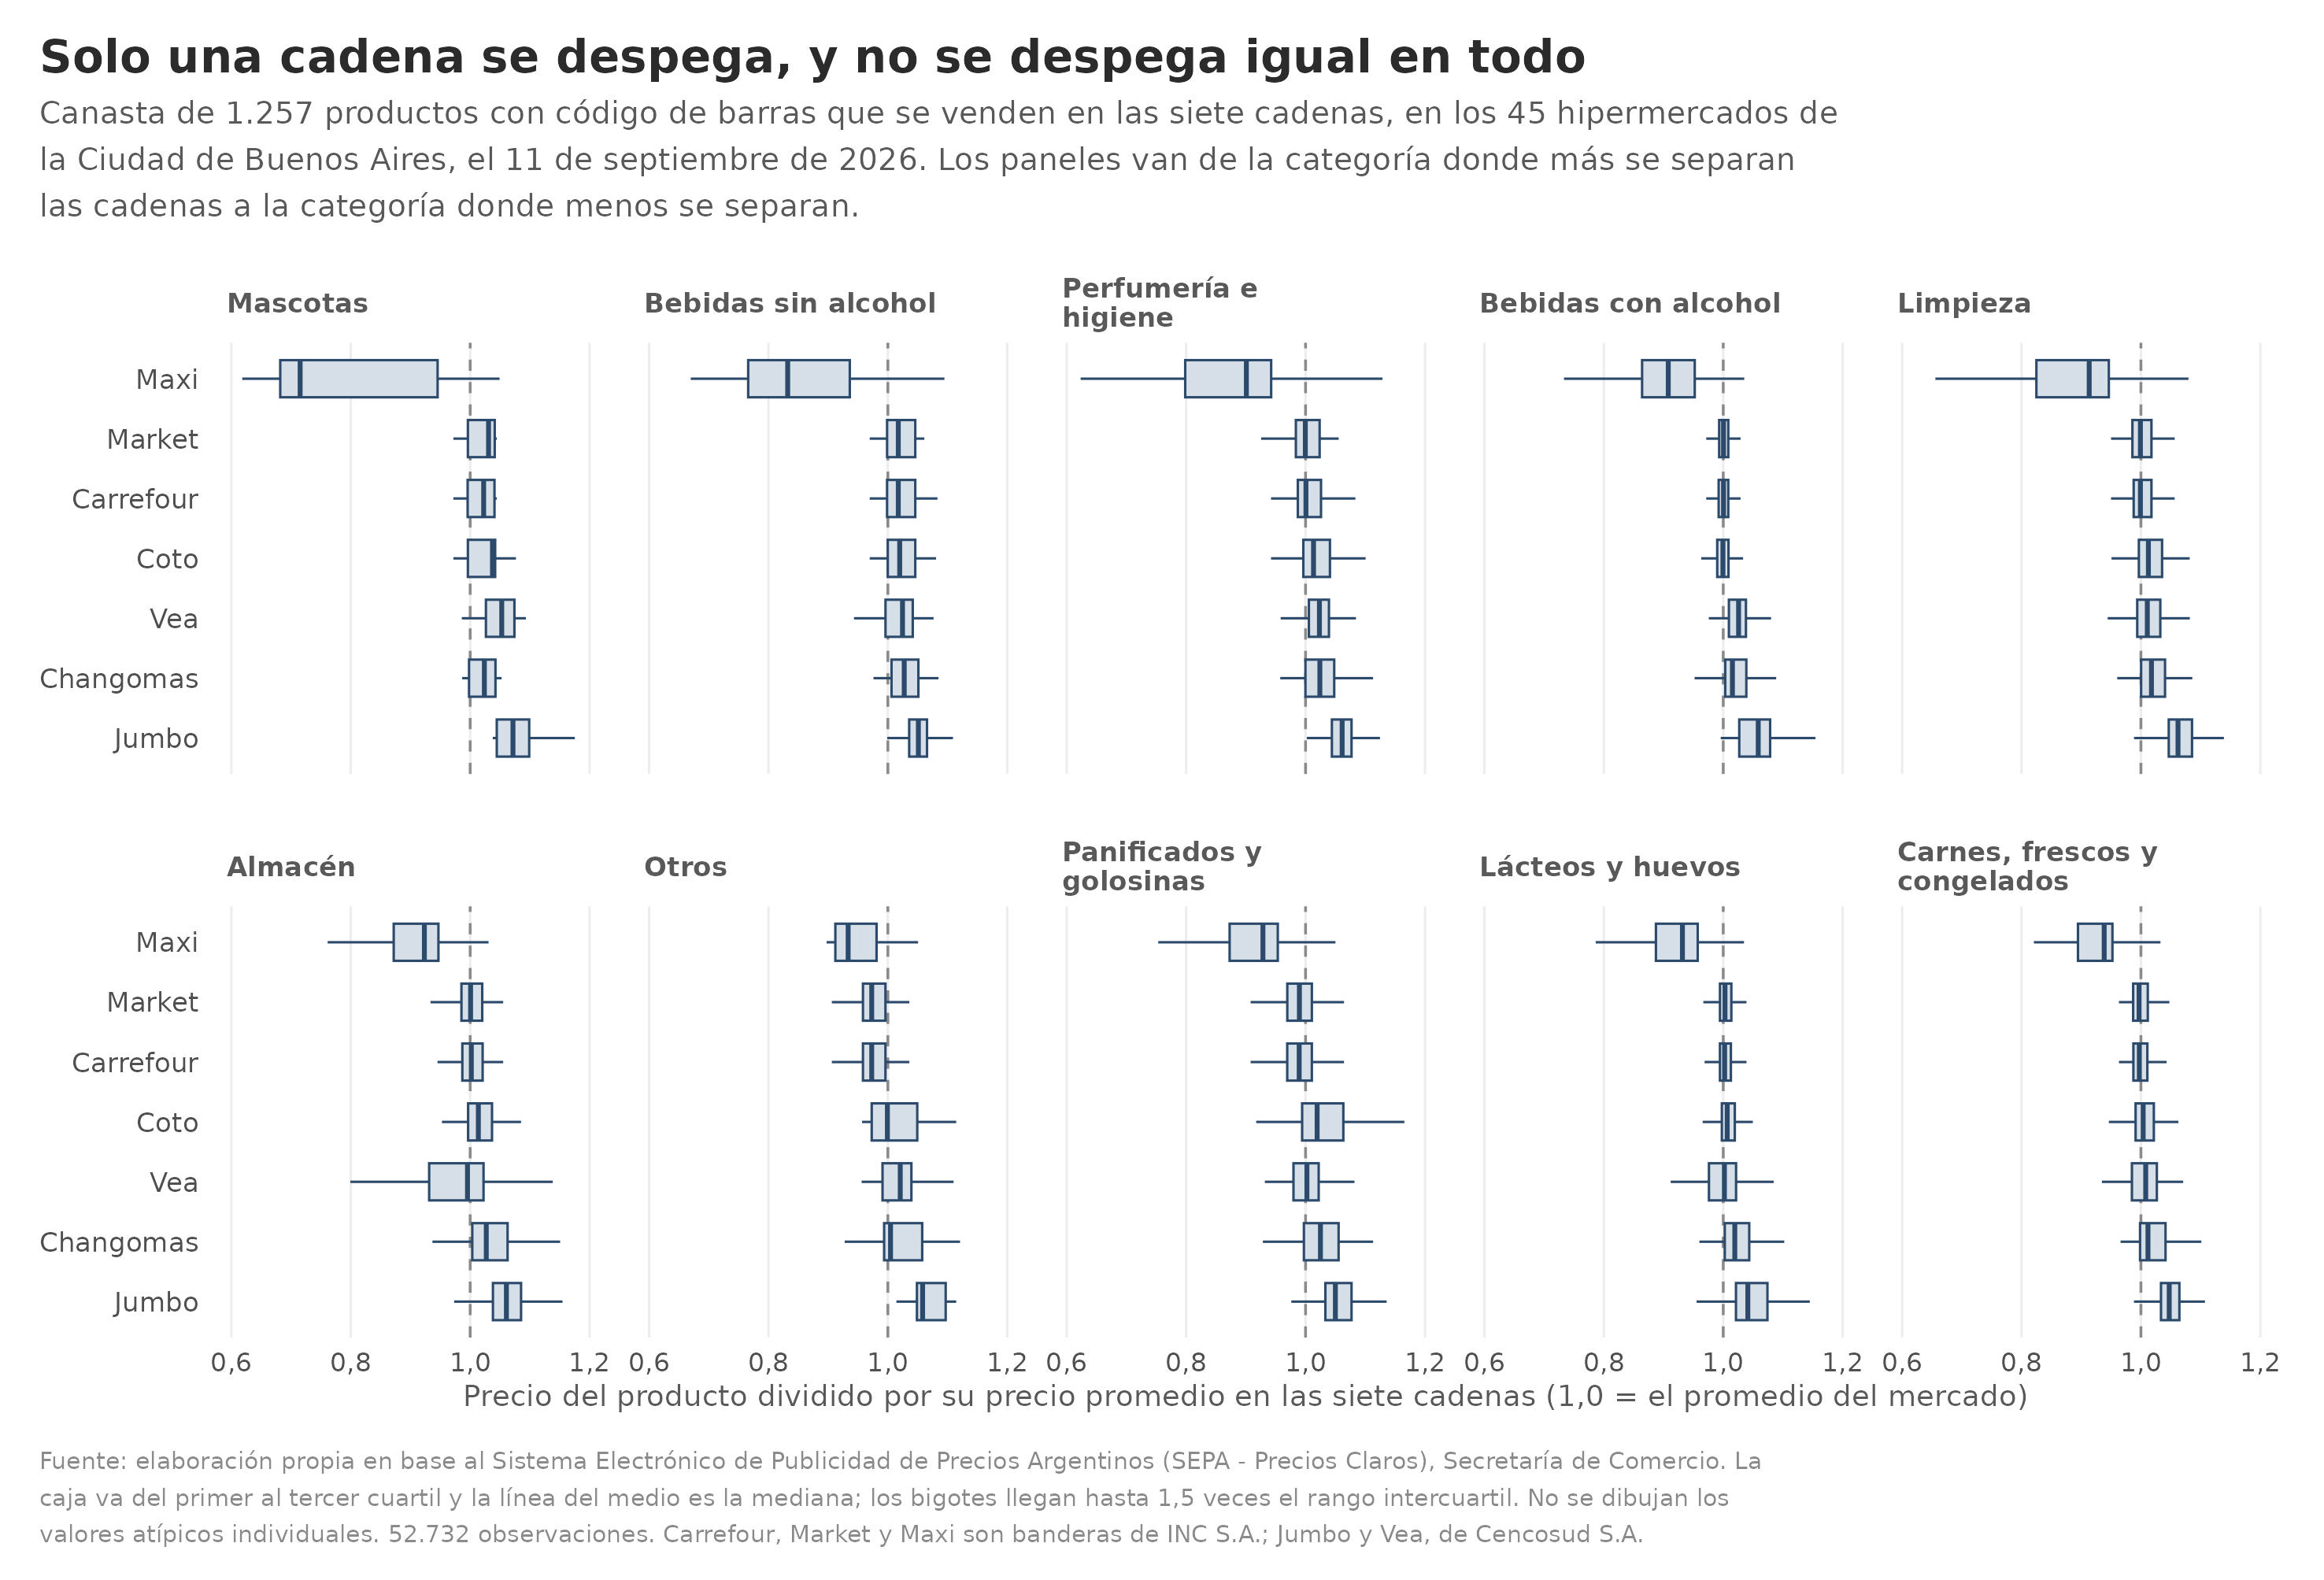 Solo una cadena se despega, y no se despega igual en todo
Canasta de 1.257 productos con código de barras que se venden en las siete cadenas, en los 45 hipermercados de
la Ciudad de Buenos Aires, el 11 de septiembre de 2026. Los paneles van de la categoría donde más se separan
las cadenas a la categoría donde menos se separan.
Mascotas
Bebidas sin alcohol
Perfumería e
higiene
Bebidas con alcohol
Limpieza
Maxi
Market
Carrefour
Coto
Vea
Changomas
Jumbo
Almacén
Otros
Panificados y
golosinas
Lácteos y huevos
Carnes, frescos y
congelados
Maxi
Market
Carrefour
Coto
Vea
Changomas
Jumbo
0,6 0,8 1,0 1,2 0,6 0,8 1,0 1,2 0,6 0,8 1,0 1,2 0,6 0,8 1,0 1,2 0,6 0,8 1,0 1,2
Precio del producto dividido por su precio promedio en las siete cadenas (1,0 = el promedio del mercado)
Fuente: elaboración propia en base al Sistema Electrónico de Publicidad de Precios Argentinos (SEPA - Precios Claros), Secretaría de Comercio. La
caja va del primer al tercer cuartil y la línea del medio es la mediana; los bigotes llegan hasta 1,5 veces el rango intercuartil. No se dibujan los
valores atípicos individuales. 52.732 observaciones. Carrefour, Market y Maxi son banderas de INC S.A.; Jumbo y Vea, de Cencosud S.A.